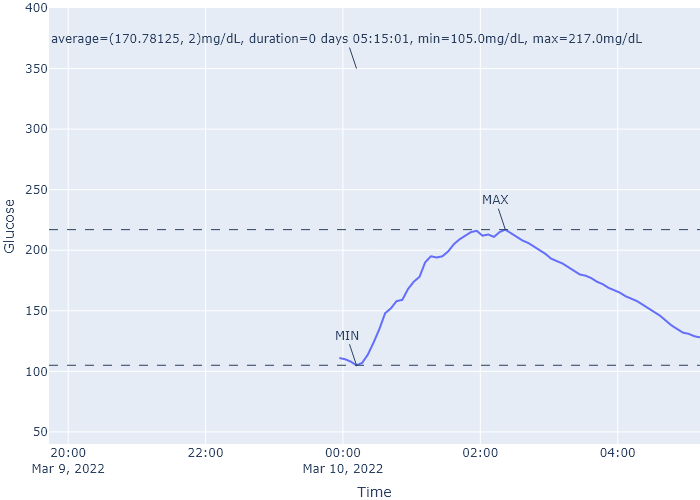 400
average=(170.78125, 2)mg/dL, duration=0 days 05:15:01, min=105.0mg/dL, max=217.0mg/dL
350
300
250
MAX
200
Glucose
150
MIN
100
50
20:00 22:00 00:00 02:00 04:00
Mar 9, 2022 Mar 10, 2022
Time